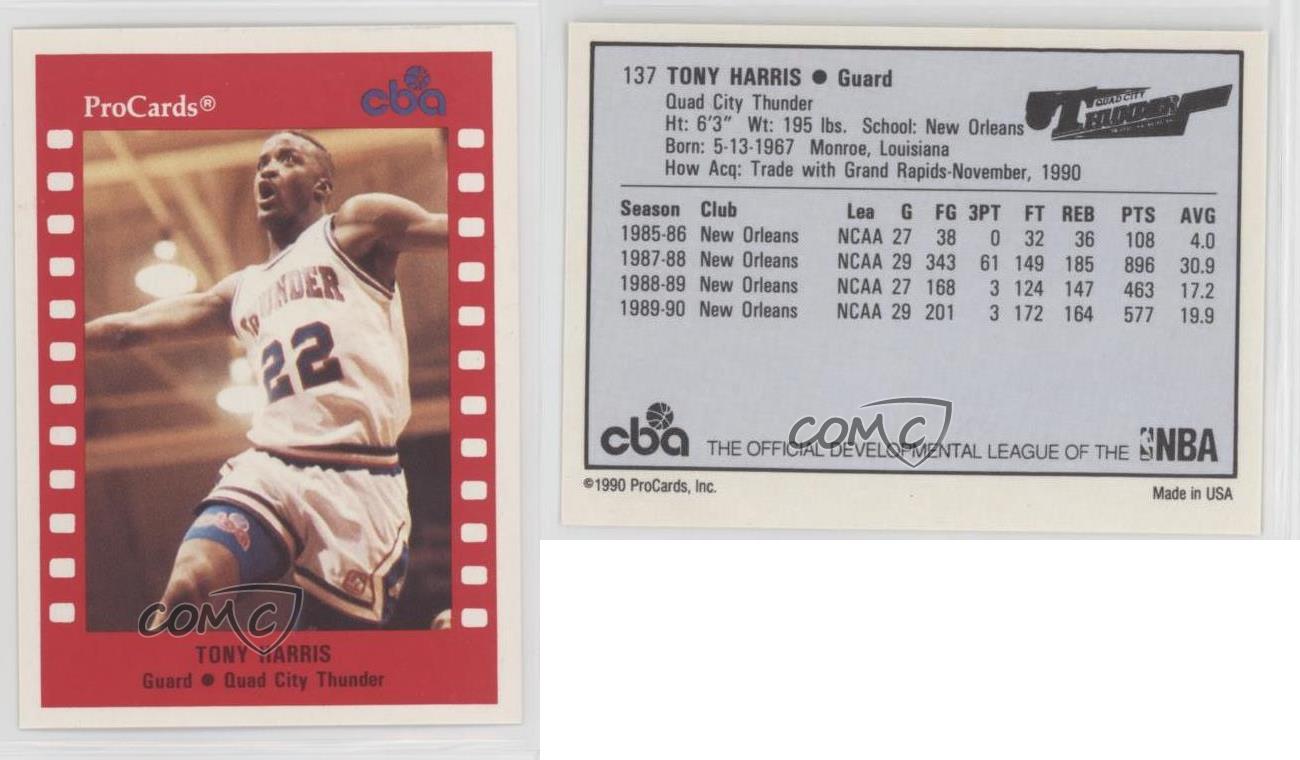 ProCards®
cba
THUNDER
22
TONY HARRIS
Guard ● Quad City Thunder
COMC
137 TONY HARRIS ● Guard
Quad City Thunder
Ht: 6'3" Wt: 195 lbs. School: New Orleans
Born: 5-13-1967 Monroe, Louisiana
How Acq: Trade with Grand Rapids-November, 1990
QUAD CITY
THUNDER
Season Club Lea G FG 3PT FT REB PTS AVG
1985-86 New Orleans NCAA 27 38 0 32 36 108 4.0
1987-88 New Orleans NCAA 29 343 61 149 185 896 30.9
1988-89 New Orleans NCAA 27 168 3 124 147 463 17.2
1989-90 New Orleans NCAA 29 201 3 172 164 577 19.9
COMC
cba THE OFFICIAL DEVELOPMENTAL LEAGUE OF THE NBA
©1990 ProCards, Inc.
Made in USA